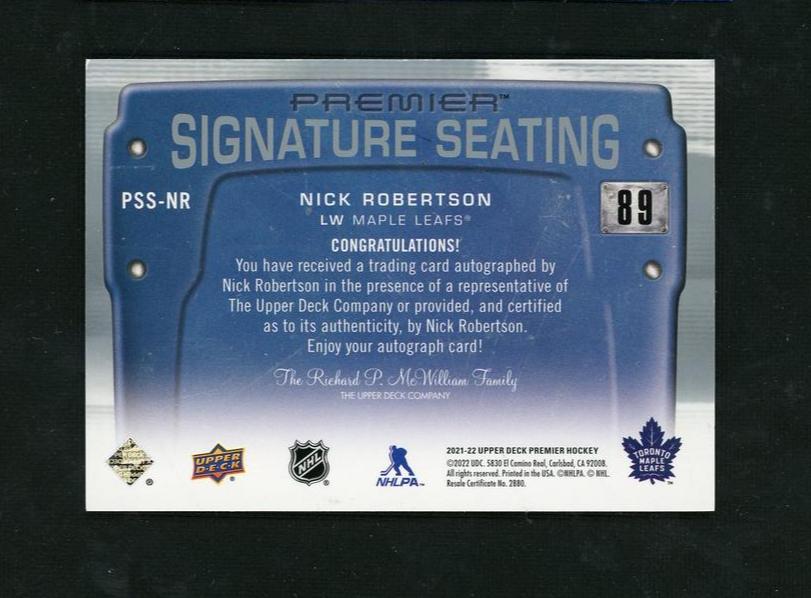 PREMIER™
SIGNATURE SEATING
PSS-NR
NICK ROBERTSON
LW MAPLE LEAFS®
89
CONGRATULATIONS!
You have received a trading card autographed by
Nick Robertson in the presence of a representative of
The Upper Deck Company or provided, and certified
as to its authenticity, by Nick Robertson.
Enjoy your autograph card!
The Richard P. McWilliam Family
THE UPPER DECK COMPANY
®
UPPER
DECK
NHL
NHLPA™
2021-22 UPPER DECK PREMIER HOCKEY
©2022 UDC. 5830 El Camino Real, Carlsbad, CA 92008.
All rights reserved. Printed in the USA. ©NHLPA. © NHL.
Resale Certificate No. 2880.
TORONTO
MAPLE
LEAFS